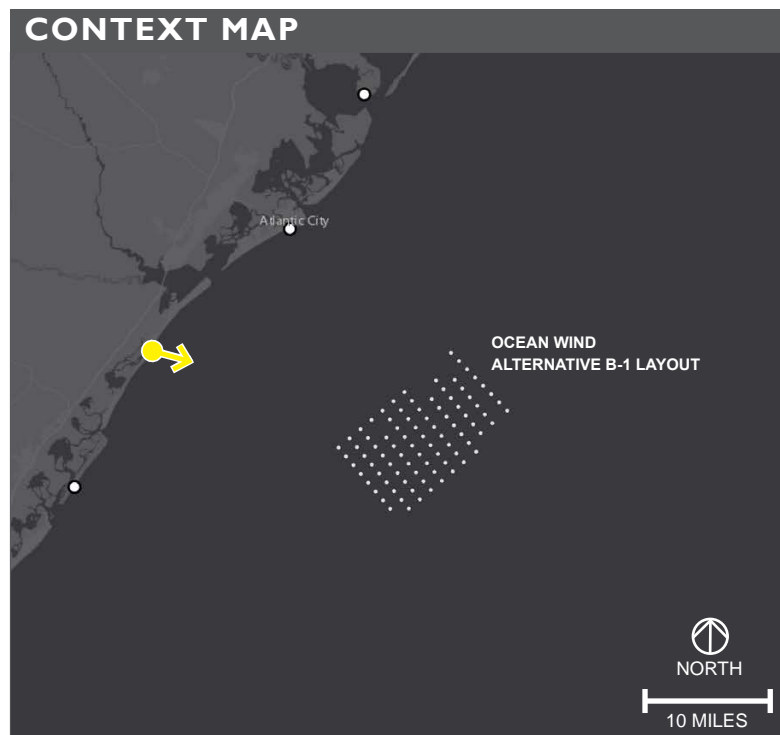 CONTEXT MAP
Atlantic City
OCEAN WIND
ALTERNATIVE B-1 LAYOUT
NORTH
10 MILES